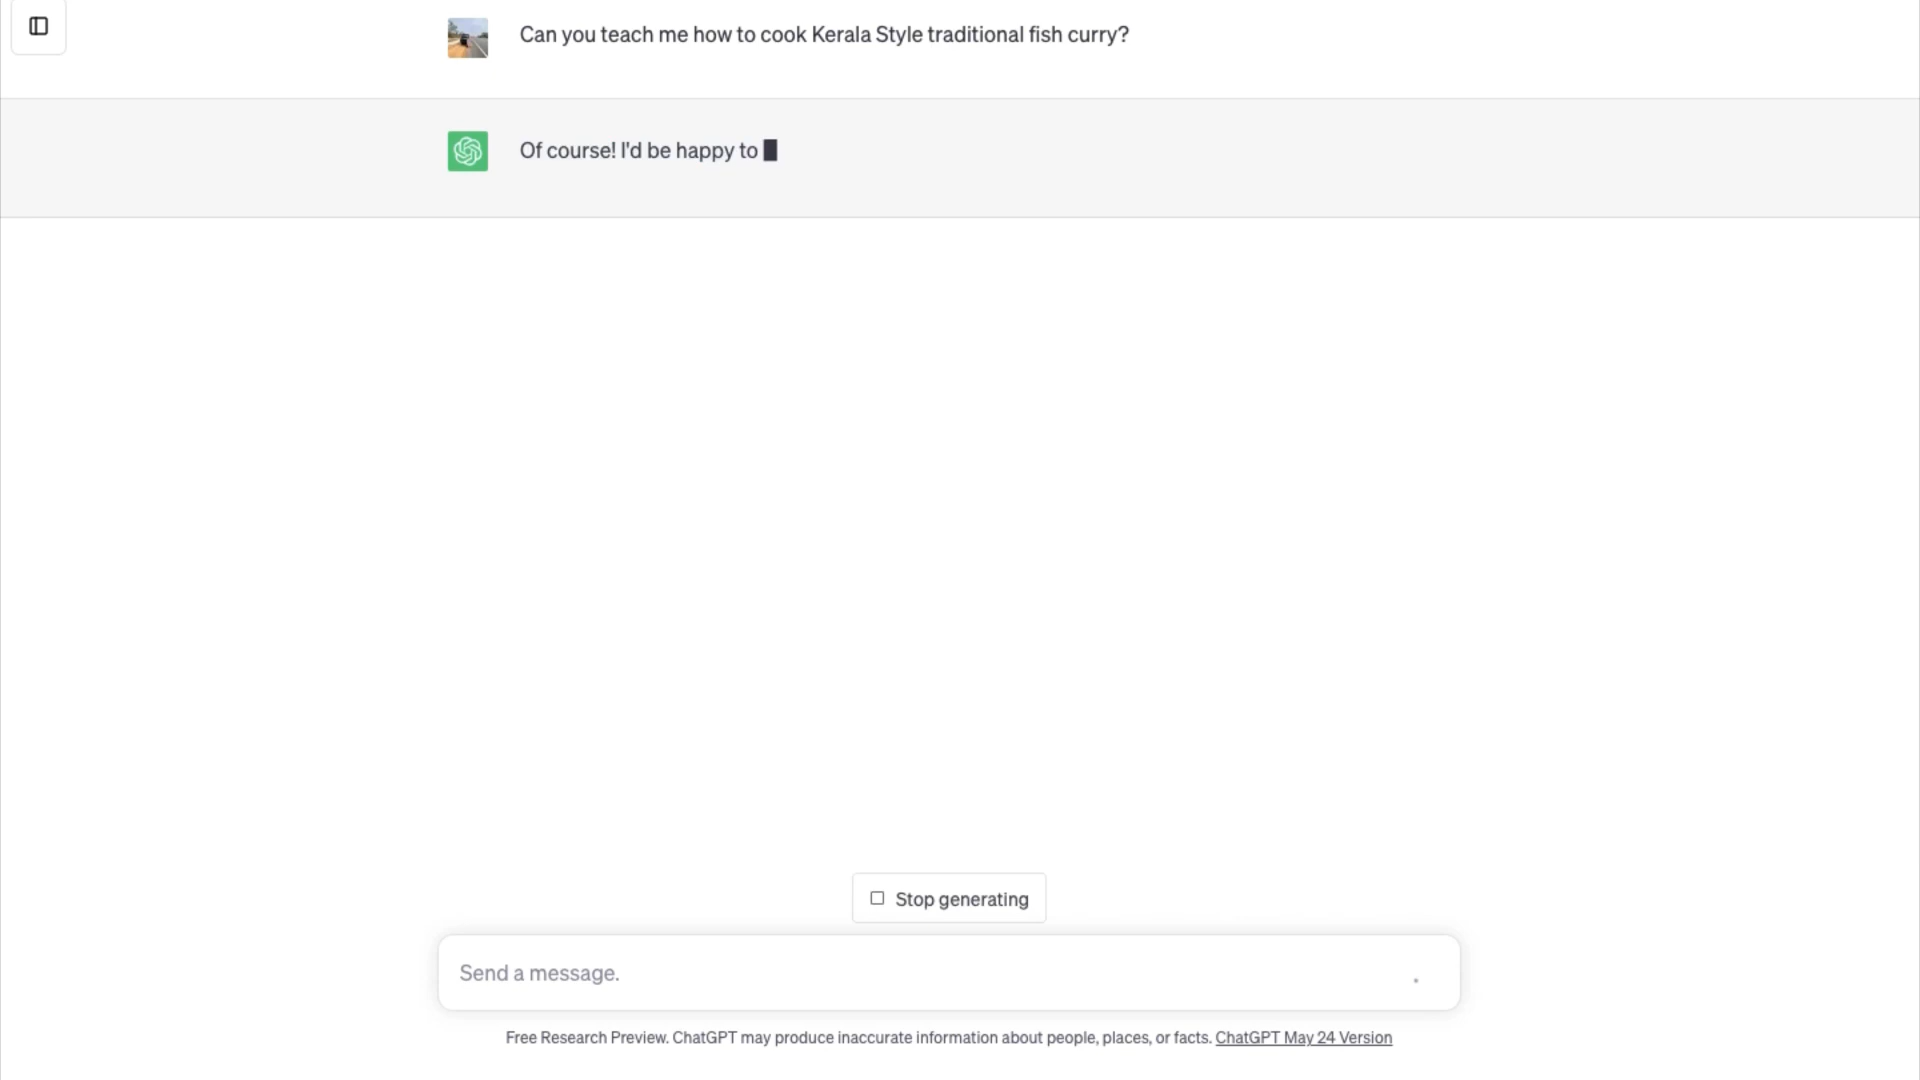 Can you teach me how to cook Kerala Style traditional fish curry?
Of course! I'd be happy to
Stop generating
Send a message.
Free Research Preview. ChatGPT may produce inaccurate information about people, places, or facts. ChatGPT May 24 Version